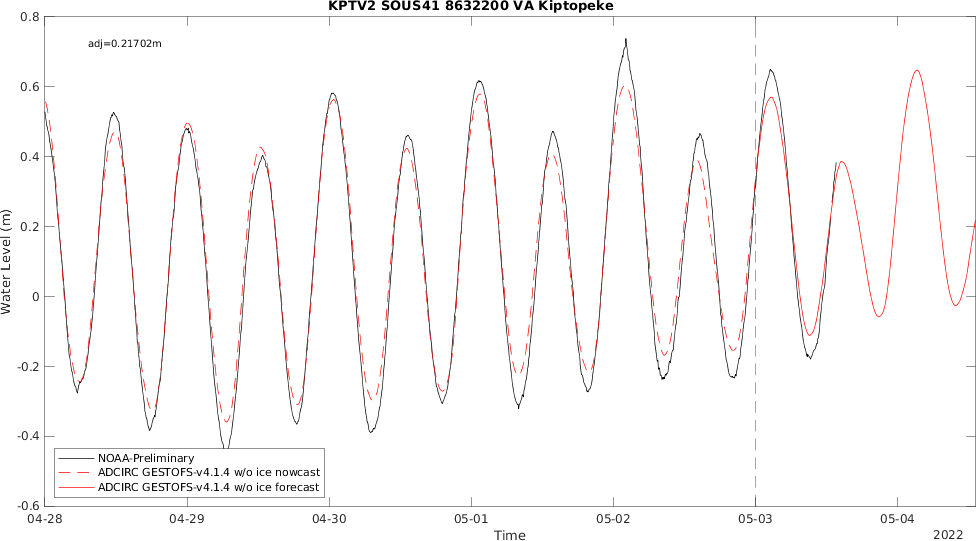 KPTV2 SOUS41 8632200 VA Kiptopeke
adj=0.21702m
Water Level (m)
0.8
0.6
0.4
0.2
0
-0.2
-0.4
-0.6
NOAA-Preliminary
ADCIRC GESTOFS-v4.1.4 w/o ice nowcast
ADCIRC GESTOFS-v4.1.4 w/o ice forecast
04-28 04-29 04-30 05-01 05-02 05-03 05-04
Time
2022